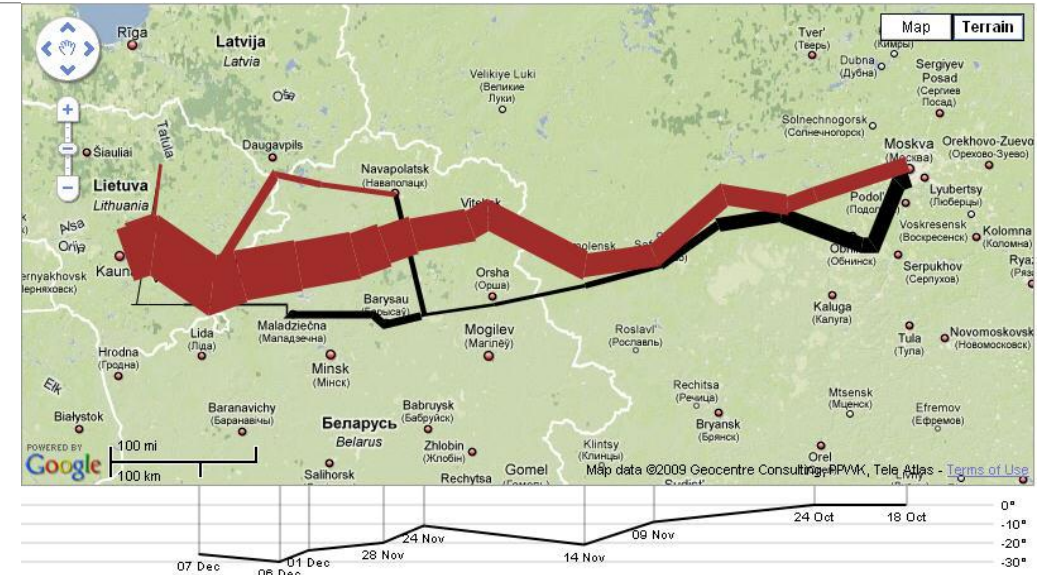 Rīga
Latvija
Latvia
Oša
Tatula
Šiauliai
Daugavpils
Lietuva
Lithuania
Velikiye Luki
(Великие
Луки)
Navapolatsk
(Наваполацк)
Orsha
(Орша)
Barysau
Maladziečna
(Маладзечна)
Lida
(Ліда)
Hrodna
(Гродна)
Minsk
(Мінск)
Mogilev
Roslavl'
(Рославль)
Baranavichy
(Баранавічы)
Babruysk
(Бабруйск)
Беларусь
Belarus
Białystok
Zhlobin
(Жлобін)
Salihorsk
Rechytsa
Gomel
Klintsy
(Клинцы)
Rechitsa
(Речица)
Bryansk
(Брянск)
Mtsensk
(Мценск)
Efremov
(Ефремов)
Orel
Tula
(Тула)
Novomoskovsk
(Новомосковск)
Kaluga
(Калуга)
Serpukhov
(Серпухов)
(Обнинск)
Voskresensk
(Воскресенск)
Kolomna
(Коломна)
Lyubertsy
(Люберцы)
Moskva
Orekhovo-Zuevo
(Орехово-Зуево)
Solnechnogorsk
(Солнечногорск)
Sergiyev
Posad
(Сергиев
Посад)
Dubna
(Дубна)
Tver'
(Тверь)
Map
Terrain
POWERED BY
Google
100 mi
100 km
Map data ©2009 Geocentre Consulting, PPWK, Tele Atlas - Terms of Use
0°
-10°
-20°
-30°
07 Dec
06 Dec
01 Dec
28 Nov
24 Nov
14 Nov
09 Nov
24 Oct
18 Oct